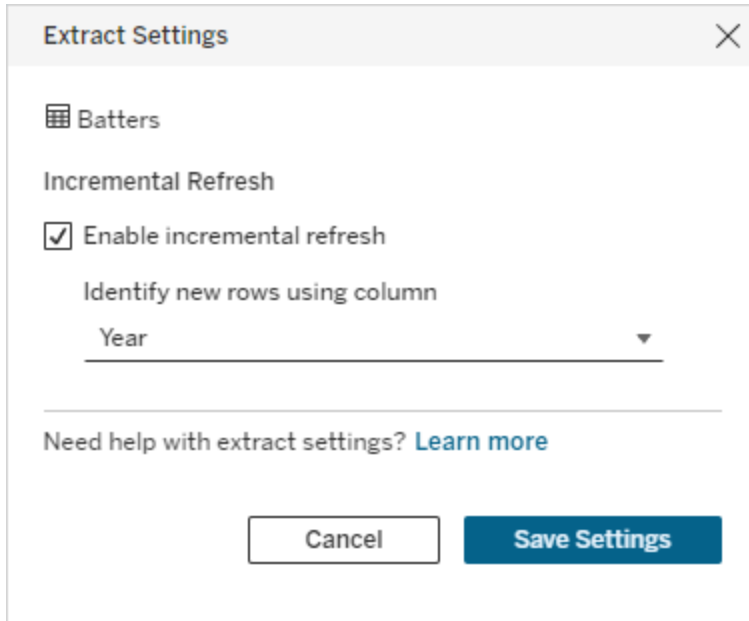 Extract Settings
Batters
Incremental Refresh
Enable incremental refresh
Identify new rows using column
Year
Need help with extract settings? Learn more
Cancel Save Settings